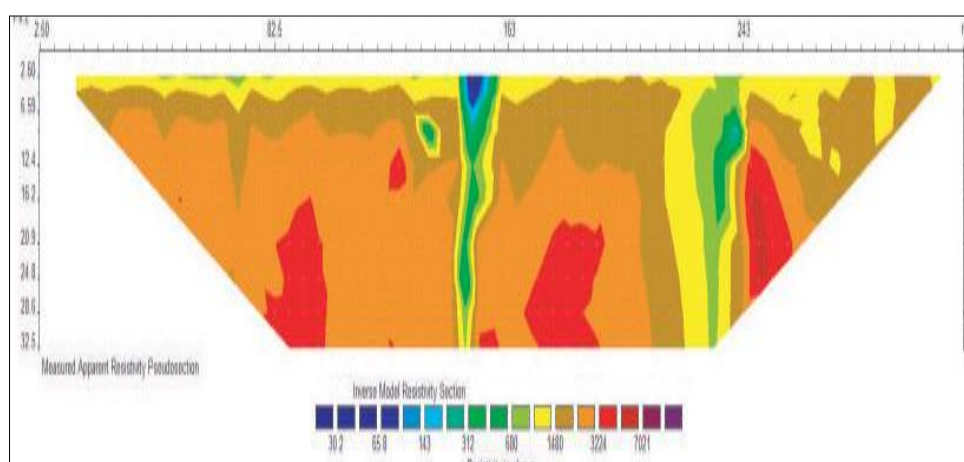 2.50 82.5 163 243
2.60
6.59
12.4
16.2
20.9
24.8
28.6
32.5
Measured Apparent Resistivity Pseudosection
Inverse Model Resistivity Section
30.2 65.8 143 312 680 1480 3224 7021